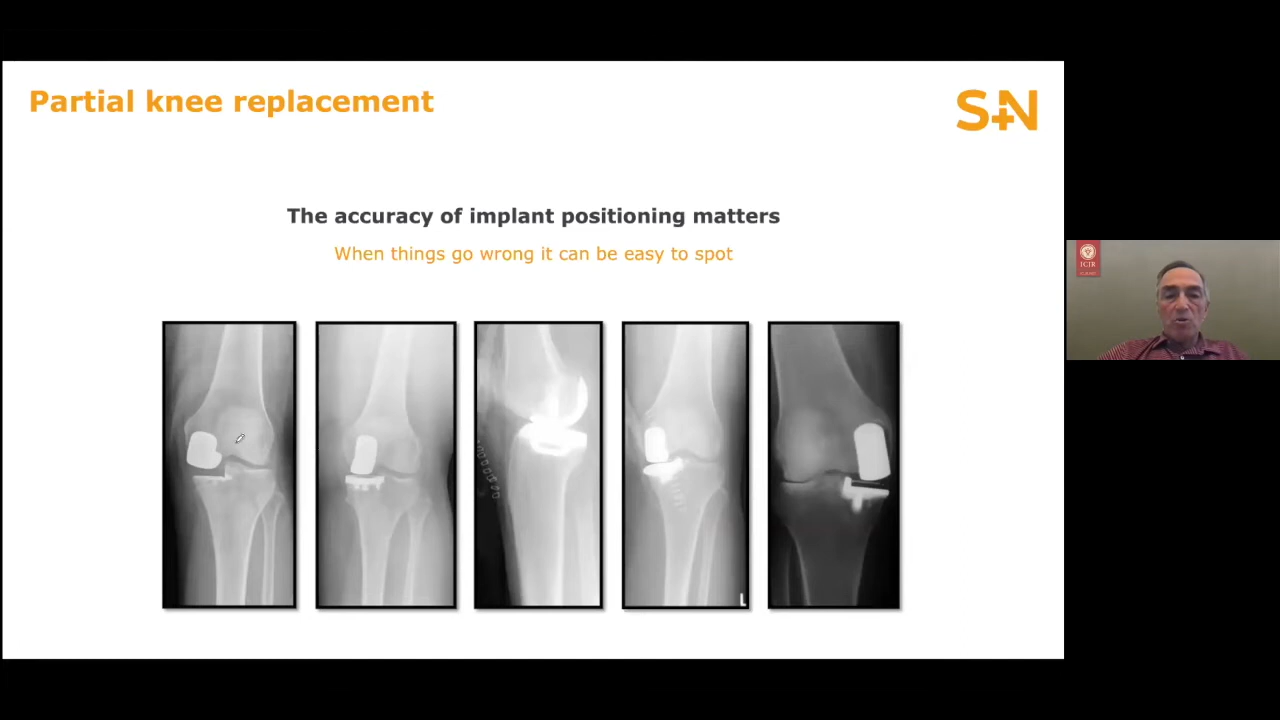 Partial knee replacement
S+N
The accuracy of implant positioning matters
When things go wrong it can be easy to spot
L
ICJR